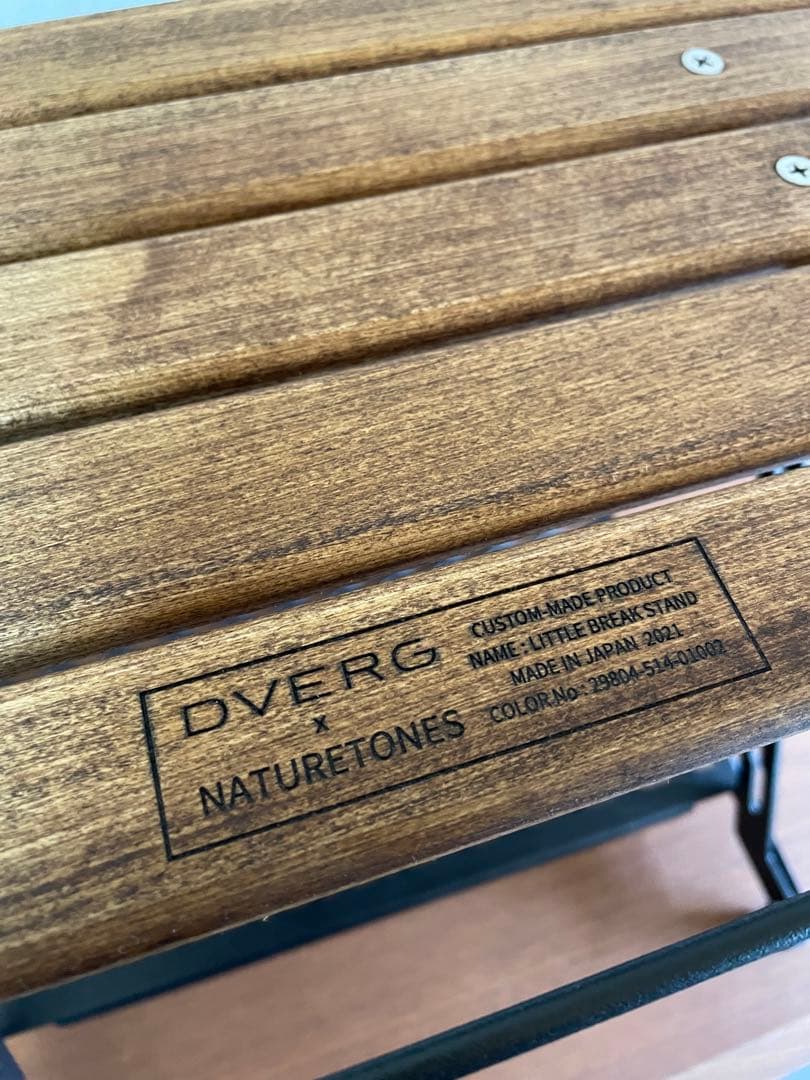 DVERG
x
NATURETONES
CUSTOM-MADE PRODUCT
NAME : LITTLE BREAK STAND
MADE IN JAPAN 2021
COLOR.No : 29804-514-01002